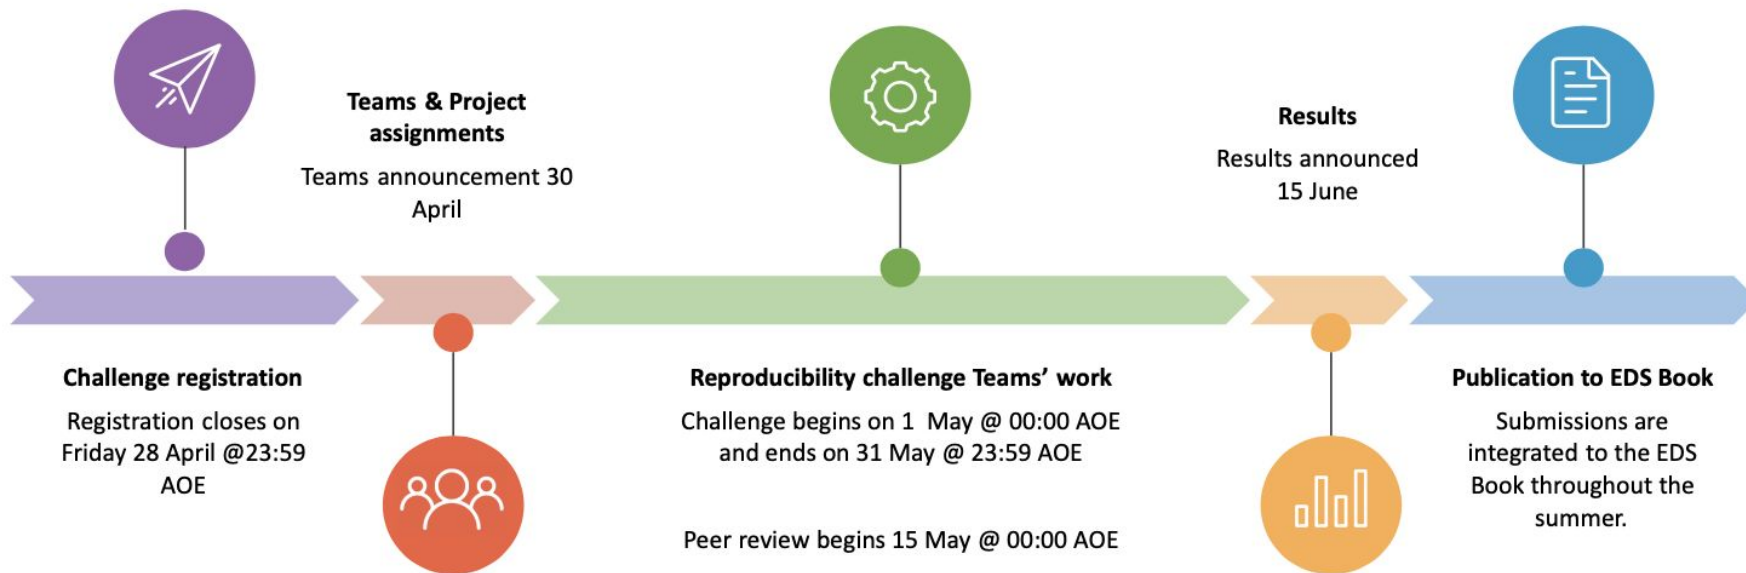 Challenge registration
Registration closes on
Friday 28 April @23:59
AOE
Teams & Project
assignments
Teams announcement 30
April
Reproducibility challenge Teams’ work
Challenge begins on 1 May @ 00:00 AOE
and ends on 31 May @ 23:59 AOE
Peer review begins 15 May @ 00:00 AOE
Results
Results announced
15 June
Publication to EDS Book
Submissions are
integrated to the EDS
Book throughout the
summer.